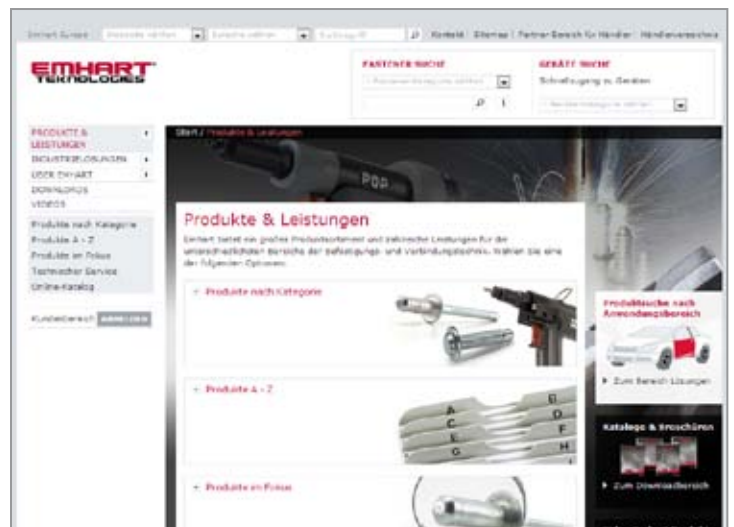 Emhart Europa
Kontakt | Sitemap | Partner-Bereich für Händler | Händlerverzeichnis
EMHART
TEKNOLOGIES
FASTENER SUCHE
GERÄTE SUCHE
Schnellzugang zu Geräten
PRODUKTE &
LEISTUNGEN
INDUSTRIELÖSUNGEN
ÜBER EMHART
DOWNLOADS
VIDEOS
Produkte nach Kategorie
Produkte A - Z
Produkte im Fokus
Technischer Service
Online-Katalog
Kundenbereich ANMELDEN
Start / Produkte & Leistungen
POP
Produkte & Leistungen
Emhart bietet ein großes Produktsortiment und zahlreiche Leistungen für die
unterschiedlichsten Bereiche der Befestigungs- und Verbindungstechnik. Wählen Sie eine
der folgenden Optionen:
Produkte nach Kategorie
Produkte A - Z
A
B
C
D
E
F
G
H
Produkte im Fokus
Produktsuche nach
Anwendungsbereich
Zum Bereich Lösungen
Kataloge & Broschüren
Zum Downloadbereich